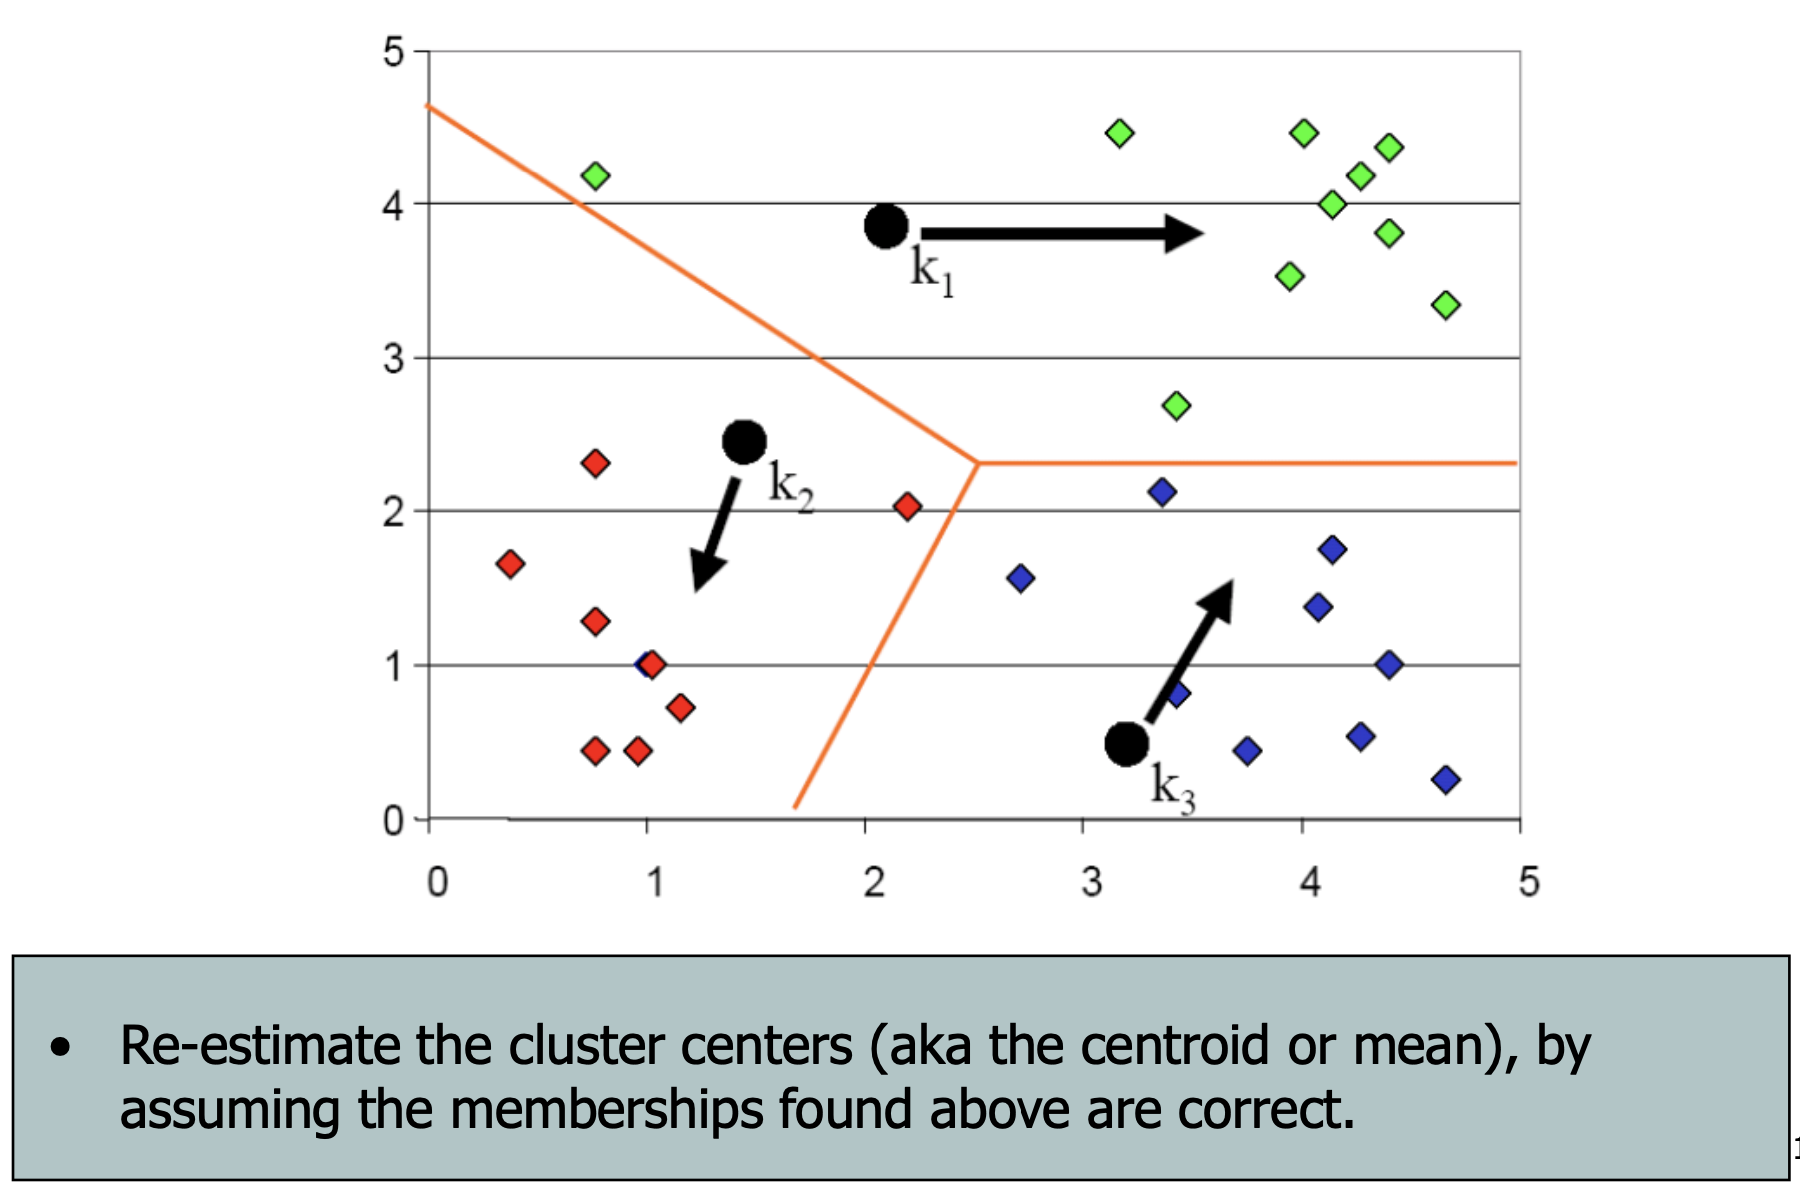 5
4
3
2
1
0
k₁
k₂
k₃
0 1 2 3 4 5
• Re-estimate the cluster centers (aka the centroid or mean), by
assuming the memberships found above are correct.